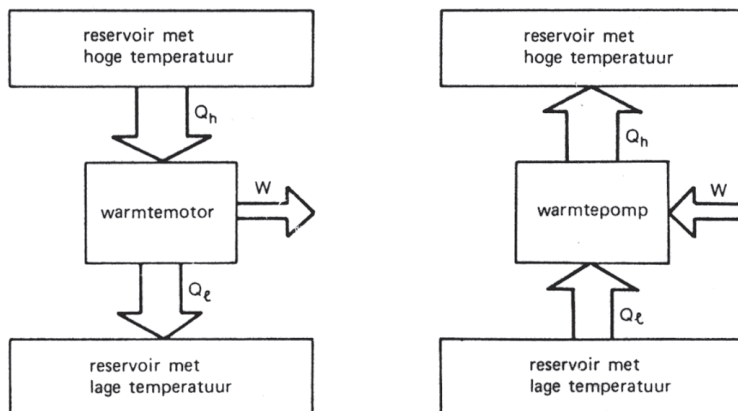 reservoir met
hoge temperatuur
Qh
warmtemotor
W
Qℓ
reservoir met
lage temperatuur
reservoir met
hoge temperatuur
Qh
warmtepomp
W
Qℓ
reservoir met
lage temperatuur